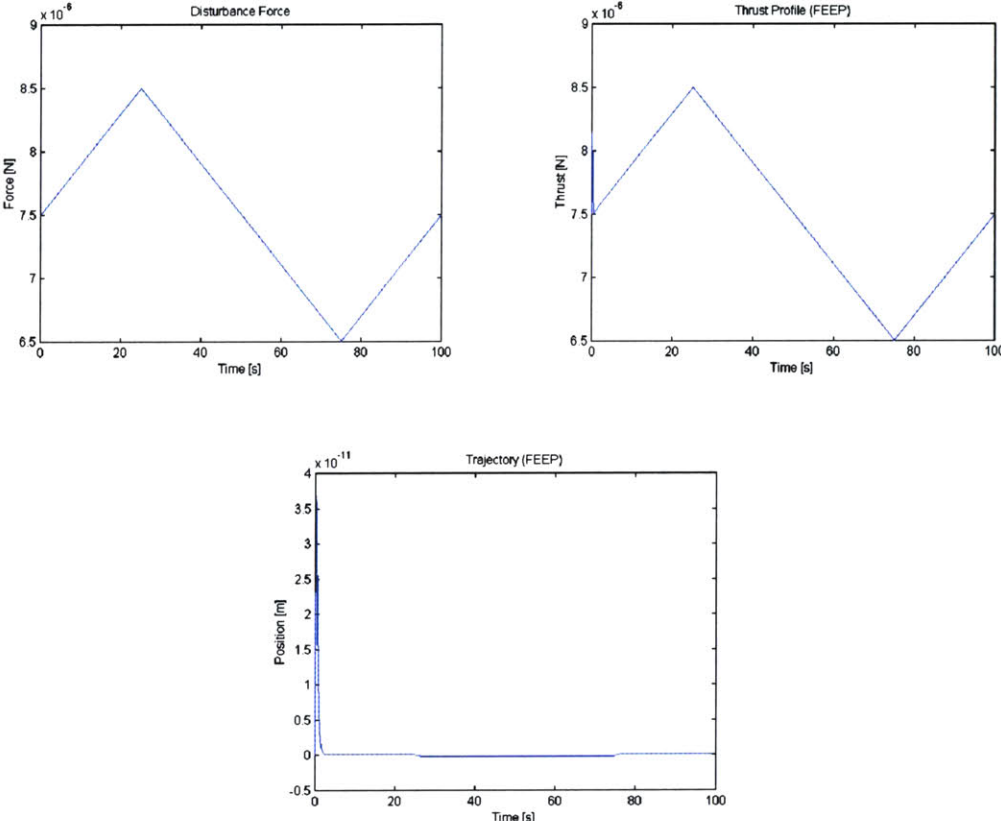 Disturbance Force
x 10^-6
9
8.5
8
7.5
7
6.5
0 20 40 60 80 100
Force [N]
Time [s]
Thrust Profile (FEEP)
x 10^-6
9
8.5
8
7.5
7
6.5
0 20 40 60 80 100
Thrust [N]
Time [s]
Trajectory (FEEP)
x 10^-11
4
3.5
3
2.5
2
1.5
1
0.5
0
-0.5
0 20 40 60 80 100
Position [m]
Time [s]